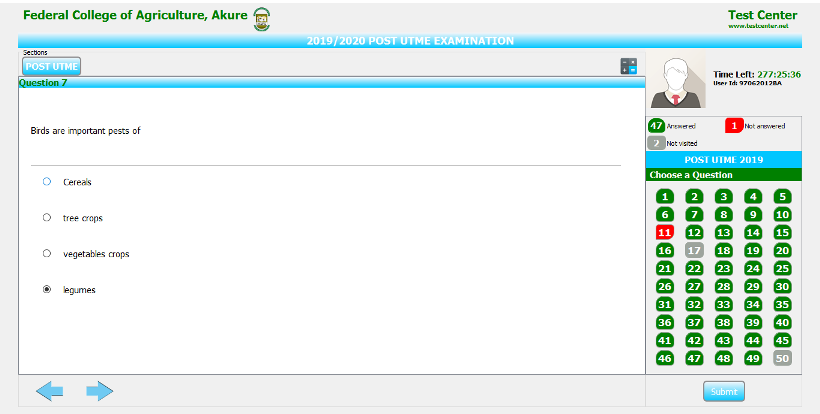 Federal College of Agriculture, Akure
Test Center
www.testcenter.net
2019/2020 POST UTME EXAMINATION
Sections
POST UTME
Question 7
Time Left: 277:25:36
User Id: 97062012BA
Birds are important pests of
Cereals
tree crops
vegetables crops
legumes
47 Answered
1 Not answered
2 Not visited
POST UTME 2019
Choose a Question
1 2 3 4 5
6 7 8 9 10
11 12 13 14 15
16 17 18 19 20
21 22 23 24 25
26 27 28 29 30
31 32 33 34 35
36 37 38 39 40
41 42 43 44 45
46 47 48 49 50
Submit